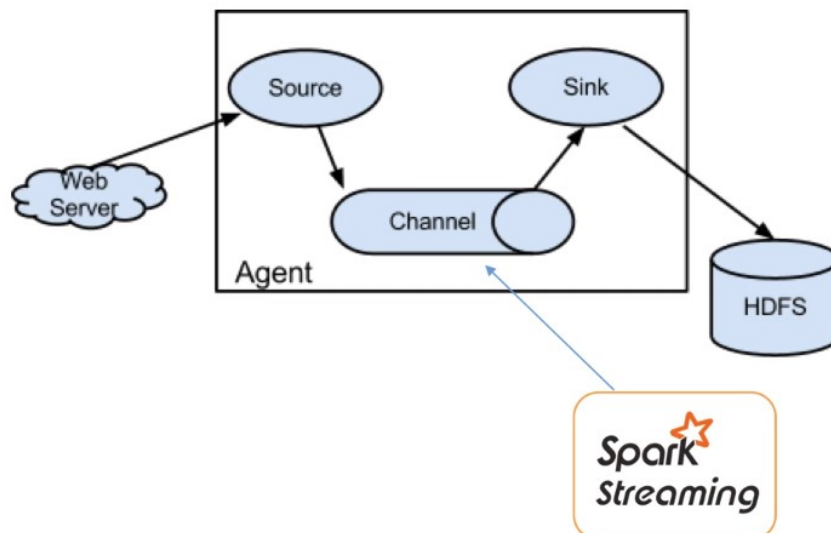 Source
Sink
Web
Server
Channel
Agent
HDFS
Spark
Streaming